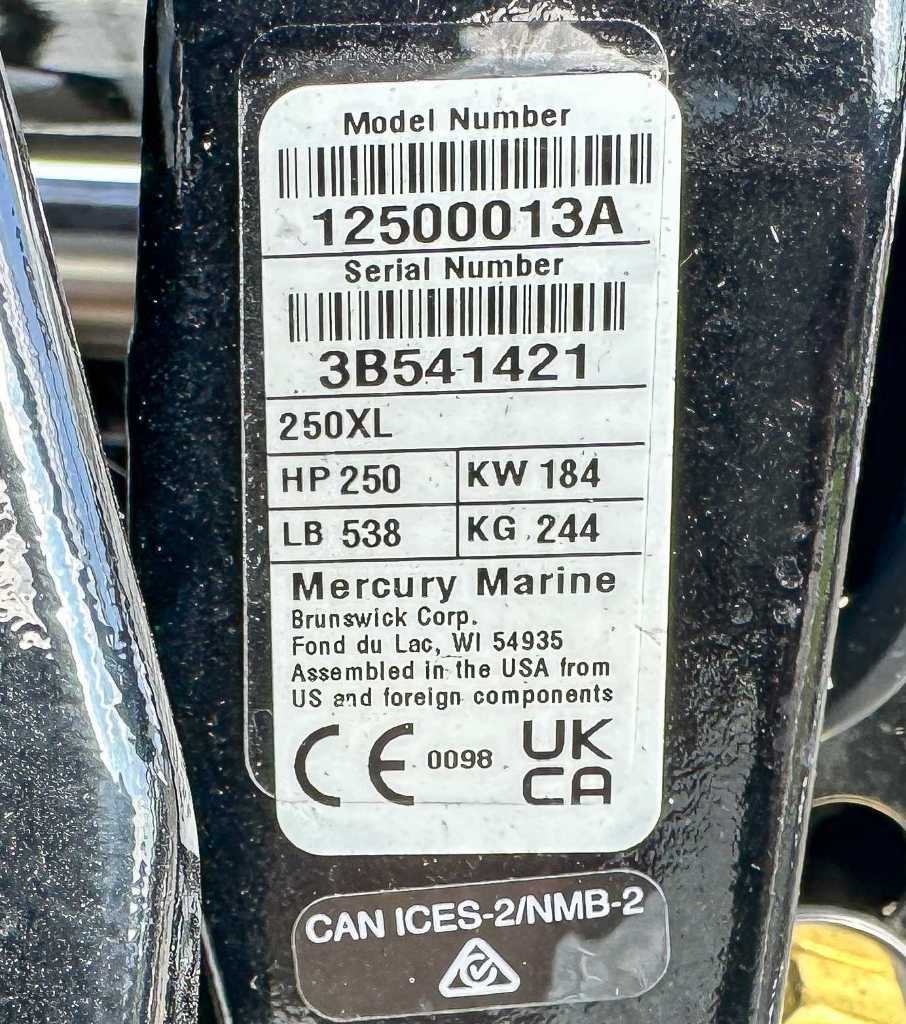 Model Number
12500013A
Serial Number
3B541421
250XL
HP 250 KW 184
LB 538 KG 244
Mercury Marine
Brunswick Corp.
Fond du Lac, WI 54935
Assembled in the USA from
US and foreign components
CE 0098 UK
CA
CAN ICES-2/NMB-2